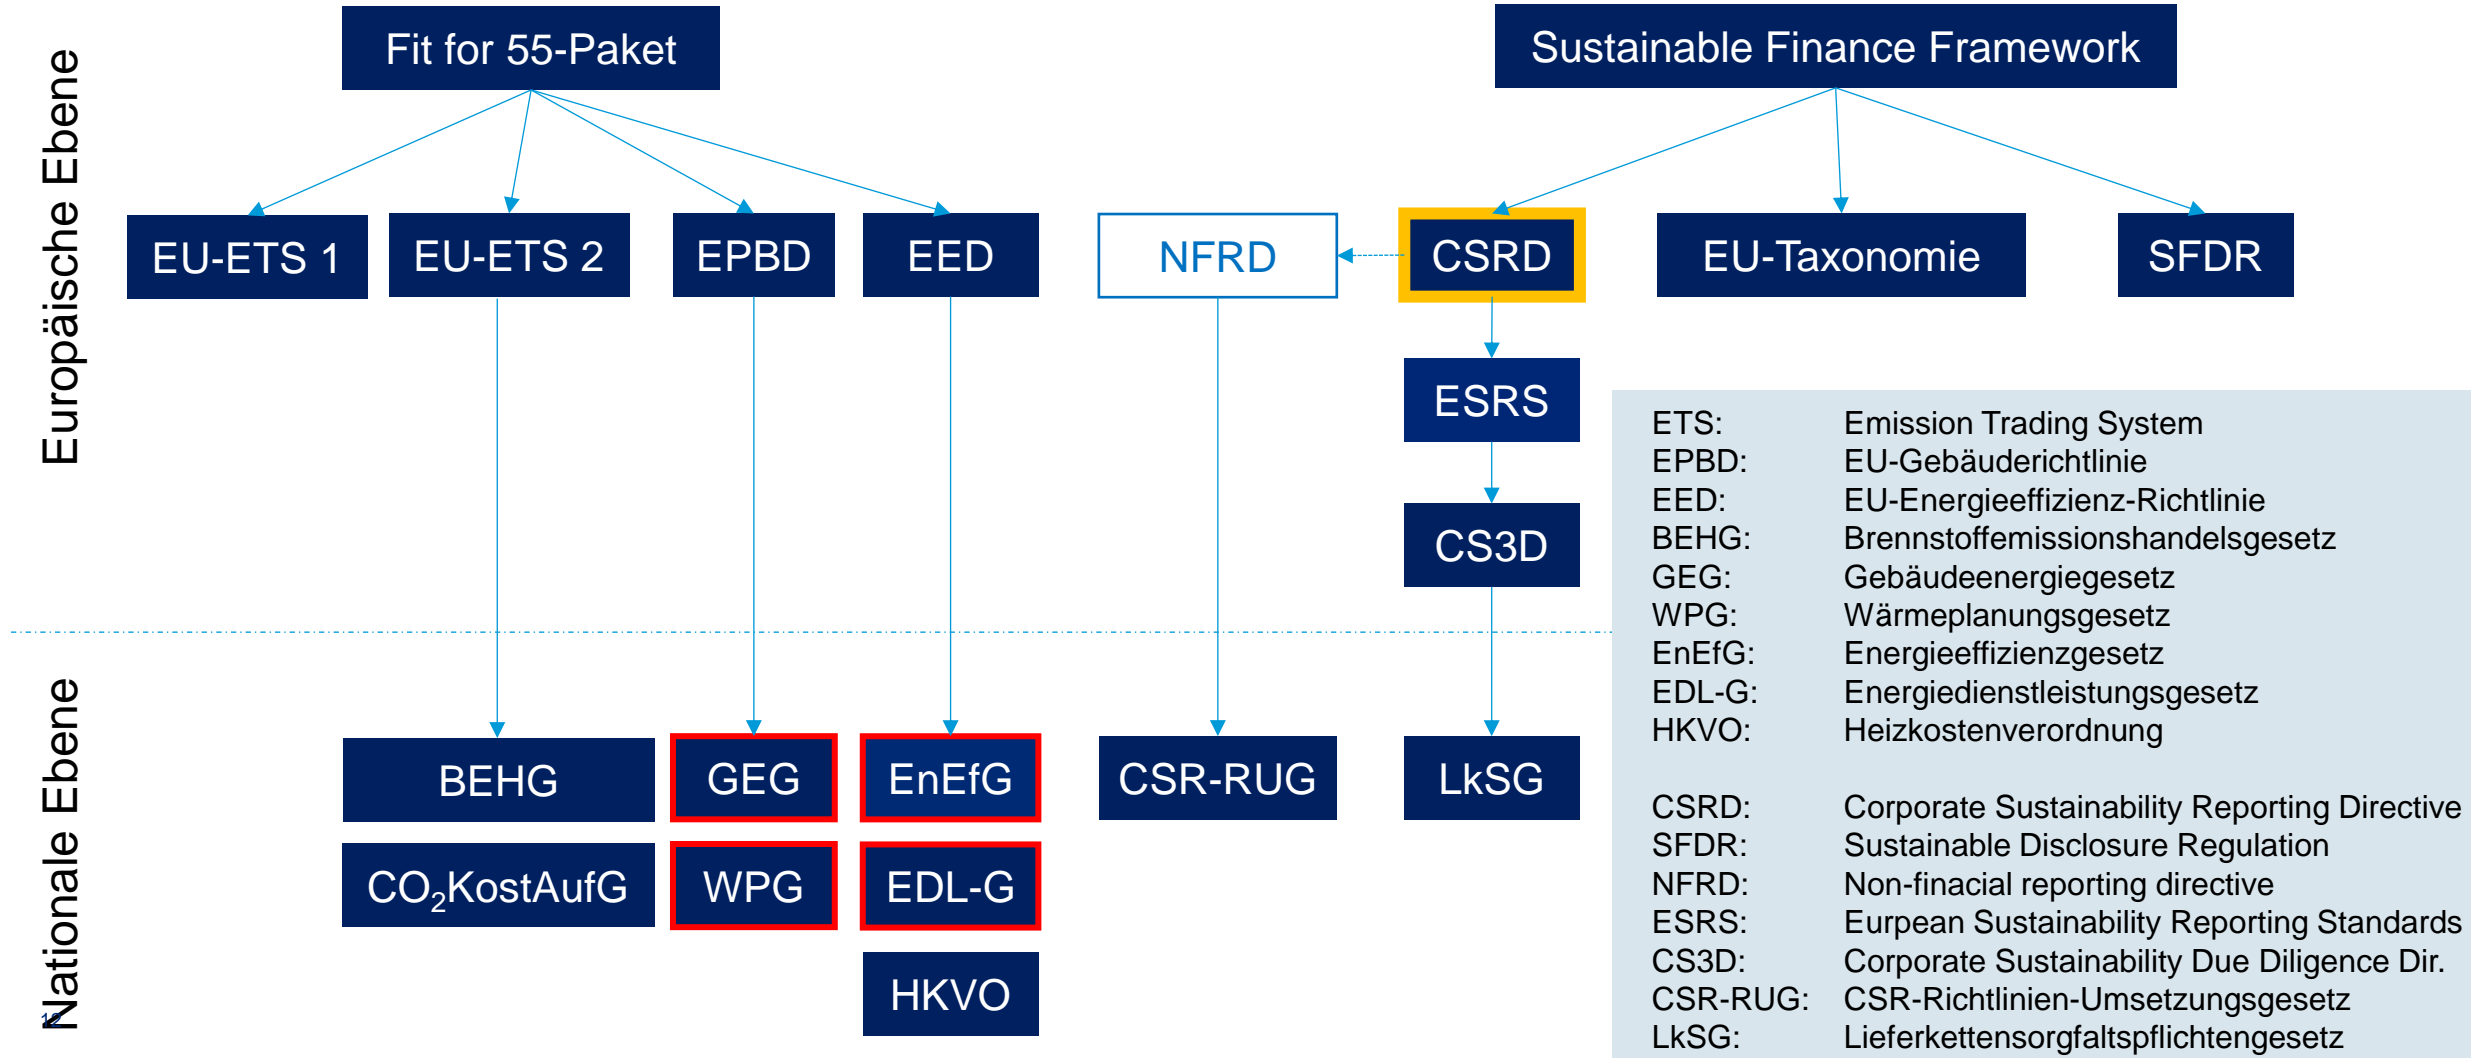 Europäische Ebene
Fit for 55-Paket
Sustainable Finance Framework
EU-ETS 1
EU-ETS 2
EPBD
EED
NFRD
CSRD
EU-Taxonomie
SFDR
ESRS
CS3D
Nationale Ebene
BEHG
GEG
EnEfG
CSR-RUG
LkSG
CO₂KostAufG
WPG
EDL-G
HKVO
12
ETS: Emission Trading System
EPBD: EU-Gebäuderichtlinie
EED: EU-Energieeffizienz-Richtlinie
BEHG: Brennstoffemissionshandelsgesetz
GEG: Gebäudeenergiegesetz
WPG: Wärmeplanungsgesetz
EnEfG: Energieeffizienzgesetz
EDL-G: Energiedienstleistungsgesetz
HKVO: Heizkostenverordnung
CSRD: Corporate Sustainability Reporting Directive
SFDR: Sustainable Disclosure Regulation
NFRD: Non-finacial reporting directive
ESRS: Eurpean Sustainability Reporting Standards
CS3D: Corporate Sustainability Due Diligence Dir.
CSR-RUG: CSR-Richtlinien-Umsetzungsgesetz
LkSG: Lieferkettensorgfaltspflichtengesetz